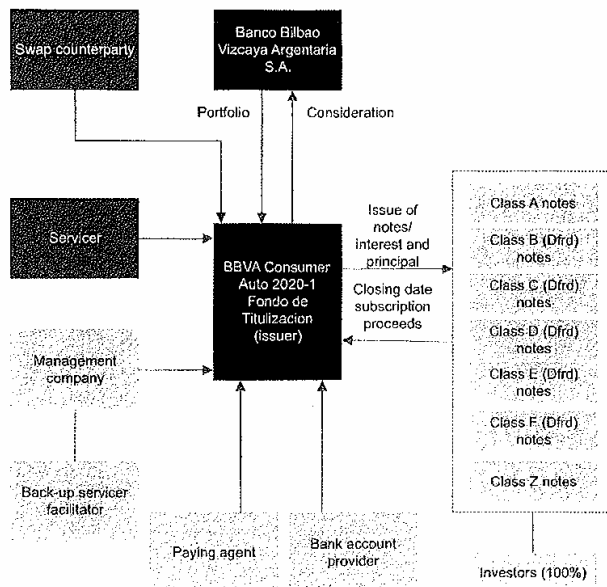 Swap counterparty
Banco Bilbao
Vizcaya Argentaria
S.A.
Portfolio
Consideration
Servicer
BBVA Consumer
Auto 2020-1
Fondo de
Titulizacion
(issuer)
Issue of
notes/
interest and
principal
Closing date
subscription
proceeds
Class A notes
Class B (Dfrd)
notes
Class C (Dfrd)
notes
Class D (Dfrd)
notes
Class E (Dfrd)
notes
Class F (Dfrd)
notes
Class Z notes
Management
company
Back-up servicer
facilitator
Paying agent
Bank account
provider
Investors (100%)